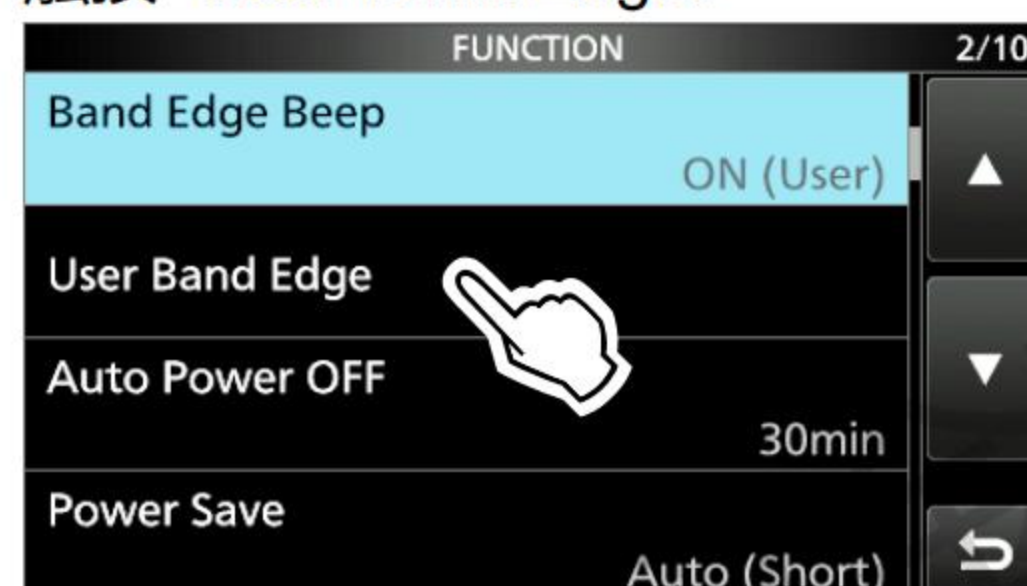 FUNCTION 2/10
Band Edge Beep
ON (User)
User Band Edge
Auto Power OFF
30min
Power Save
Auto (Short)